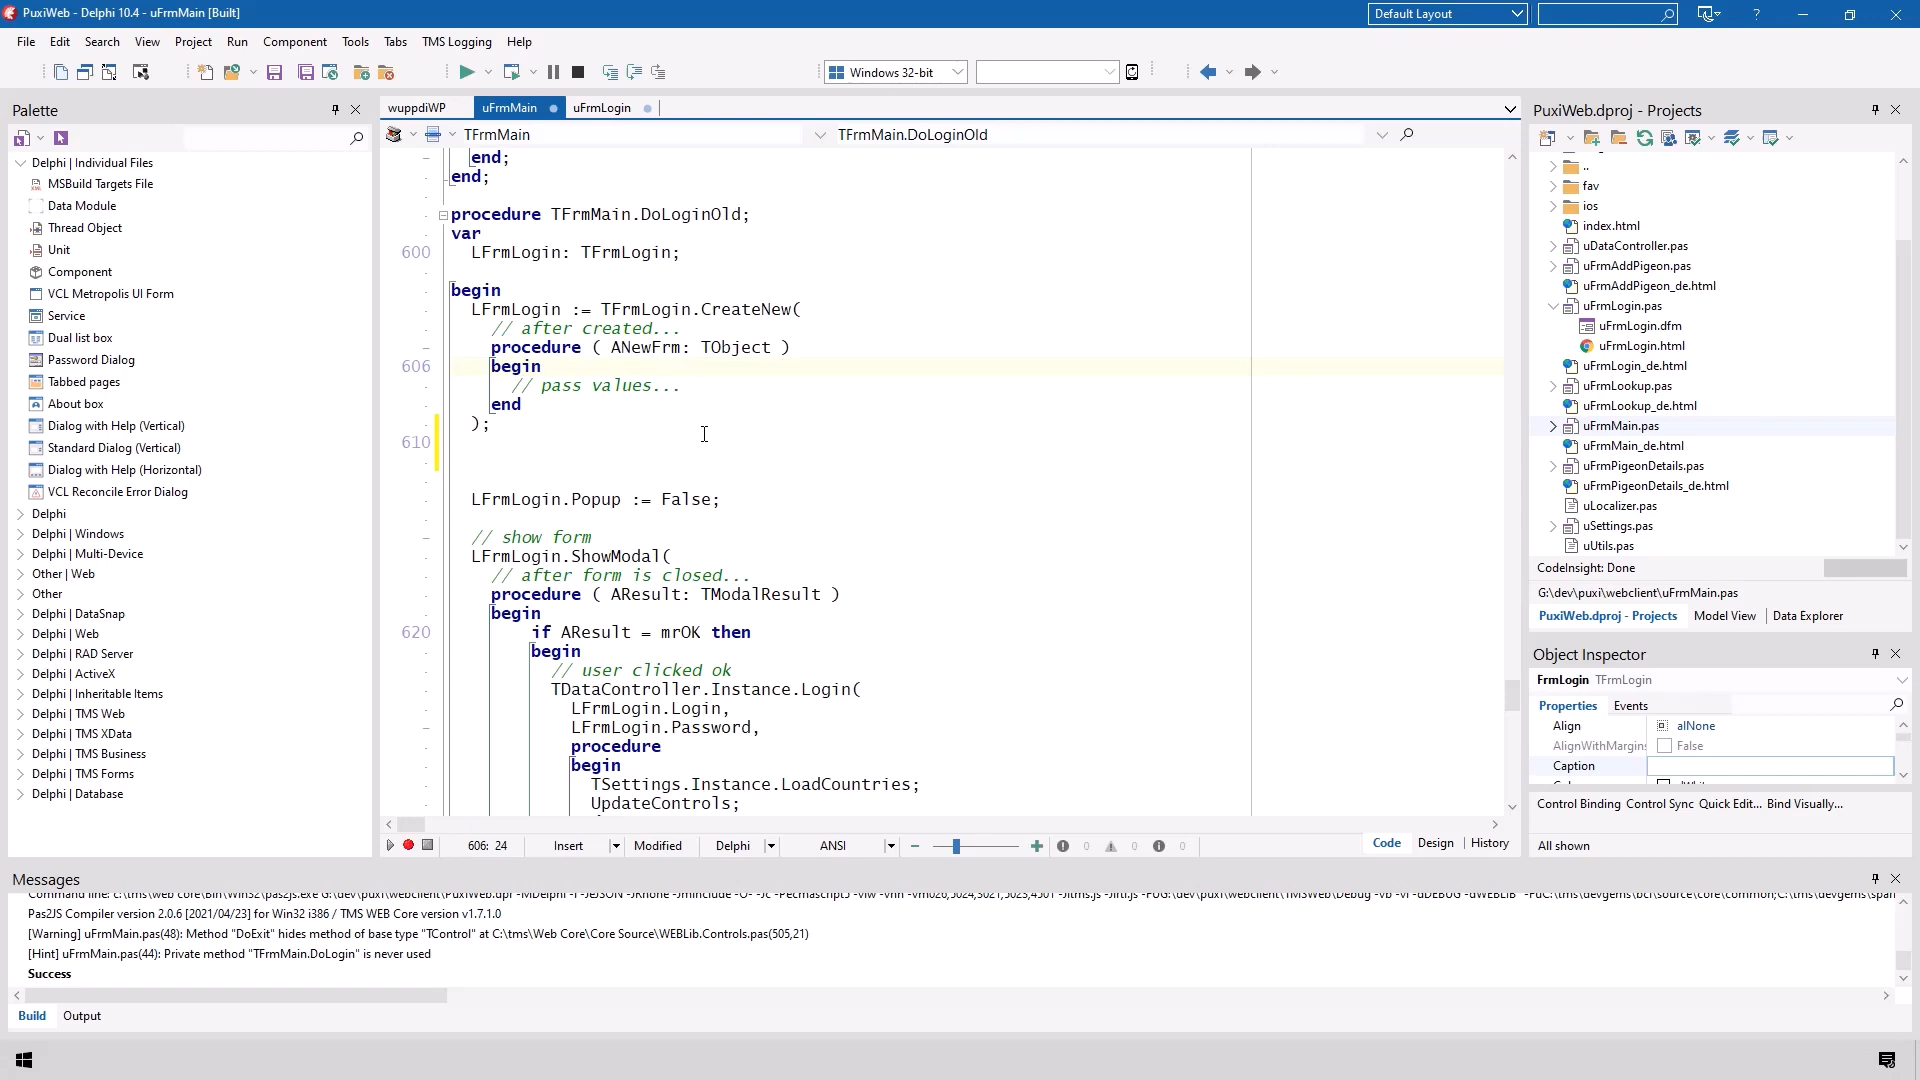 PuxiWeb - Delphi 10.4 - uFrmMain [Built]
Default Layout
File Edit Search View Project Run Component Tools Tabs TMS Logging Help
Windows 32-bit
Palette
Delphi | Individual Files
MSBuild Targets File
Data Module
Thread Object
Unit
Component
VCL Metropolis UI Form
Service
Dual list box
Password Dialog
Tabbed pages
About box
Dialog with Help (Vertical)
Standard Dialog (Vertical)
Dialog with Help (Horizontal)
VCL Reconcile Error Dialog
Delphi
Delphi | Windows
Delphi | Multi-Device
Other | Web
Other
Delphi | DataSnap
Delphi | Web
Delphi | RAD Server
Delphi | ActiveX
Delphi | Inheritable Items
Delphi | TMS Web
Delphi | TMS XData
Delphi | TMS Business
Delphi | TMS Forms
Delphi | Database
wuppdiWP uFrmMain uFrmLogin
TFrmMain TFrmMain.DoLoginOld
end;
end;
procedure TFrmMain.DoLoginOld;
var
600 LFrmLogin: TFrmLogin;
begin
LFrmLogin := TFrmLogin.CreateNew(
// after created...
procedure ( ANewFrm: TObject )
606 begin
// pass values...
end
);
610
LFrmLogin.Popup := False;
// show form
LFrmLogin.ShowModal(
// after form is closed...
procedure ( AResult: TModalResult )
begin
620 if AResult = mrOK then
begin
// user clicked ok
TDataController.Instance.Login(
LFrmLogin.Login,
LFrmLogin.Password,
procedure
begin
TSettings.Instance.LoadCountries;
UpdateControls;
606: 24 Insert Modified Delphi ANSI 0 0 0 Code Design History
PuxiWeb.dproj - Projects
..
fav
ios
index.html
uDataController.pas
uFrmAddPigeon.pas
uFrmAddPigeon_de.html
uFrmLogin.pas
uFrmLogin.dfm
uFrmLogin.html
uFrmLogin_de.html
uFrmLookup.pas
uFrmLookup_de.html
uFrmMain.pas
uFrmMain_de.html
uFrmPigeonDetails.pas
uFrmPigeonDetails_de.html
uLocalizer.pas
uSettings.pas
uUtils.pas
CodeInsight: Done
G:\dev\puxi\webclient\uFrmMain.pas
PuxiWeb.dproj - Projects Model View Data Explorer
Object Inspector
FrmLogin TFrmLogin
Properties Events
Align alNone
AlignWithMargins False
Caption
Control Binding Control Sync Quick Edit... Bind Visually...
All shown
Messages
Pas2JS Compiler version 2.0.6 [2021/04/23] for Win32 i386 / TMS WEB Core version v1.7.1.0
[Warning] uFrmMain.pas(48): Method "DoExit" hides method of base type "TControl" at C:\tms\Web Core\Core Source\WEBLib.Controls.pas(505,21)
[Hint] uFrmMain.pas(44): Private method "TFrmMain.DoLogin" is never used
Success
Build Output